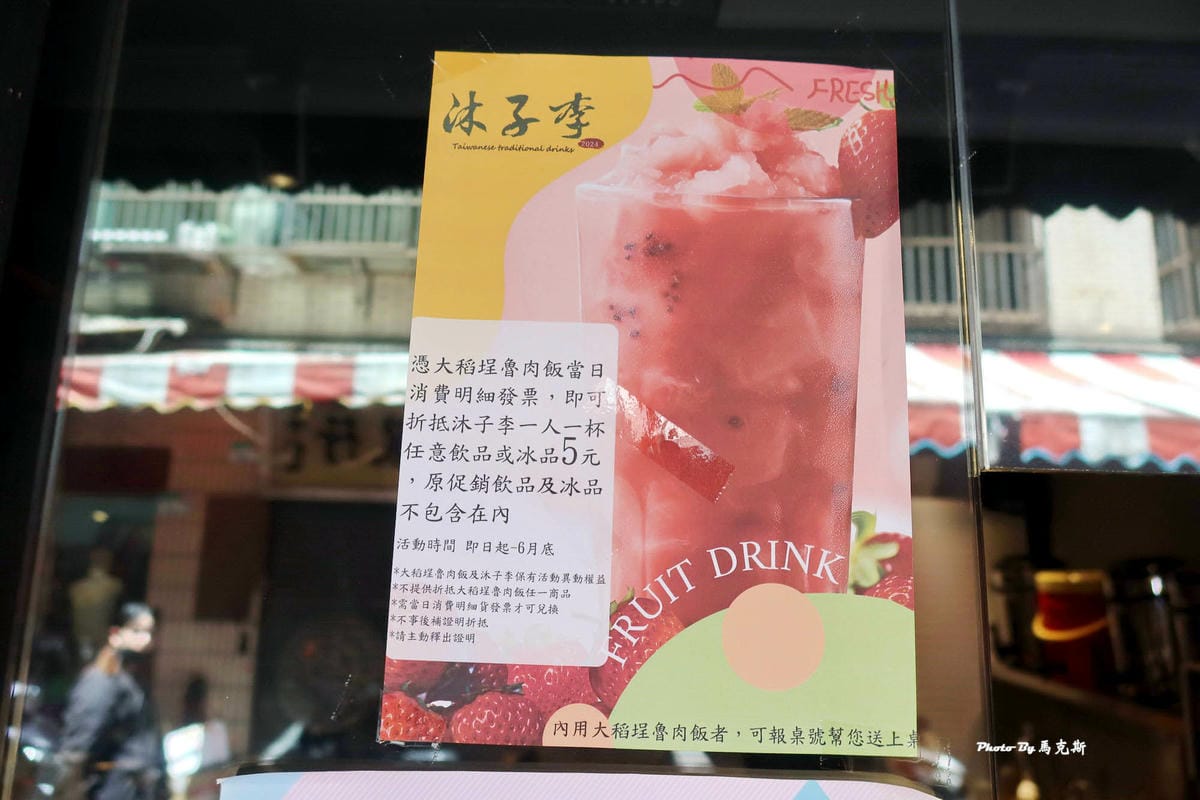 FRESH
沐子李
Taiwanese traditional drinks 2024
憑大稻埕魯肉飯當日
消費明細發票，即可
折抵沐子李一人一杯
任意飲品或冰品5元
，原促銷飲品及冰品
不包含在內
活動時間 即日起-6月底
*大稻埕魯肉飯及沐子李保有活動異動權益
*不提供折抵大稻埕魯肉飯任一商品
*需當日消費明細貨發票才可兌換
*不事後補證明折抵
*請主動釋出證明
FRUIT DRINK
內用大稻埕魯肉飯者，可報桌號幫您送上桌
Photo By 馬克斯